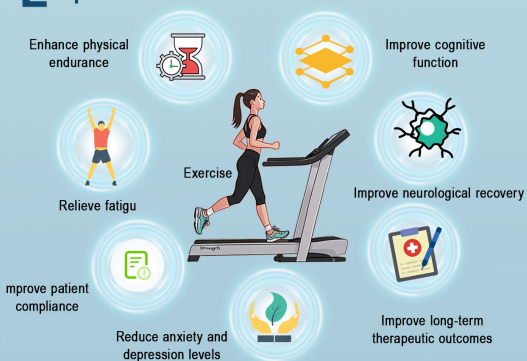 Enhance physical
endurance
Improve cognitive
function
Exercise
Relieve fatigu
Improve neurological recovery
mprove patient
compliance
Strength
Reduce anxiety and
depression levels
Improve long-term
therapeutic outcomes